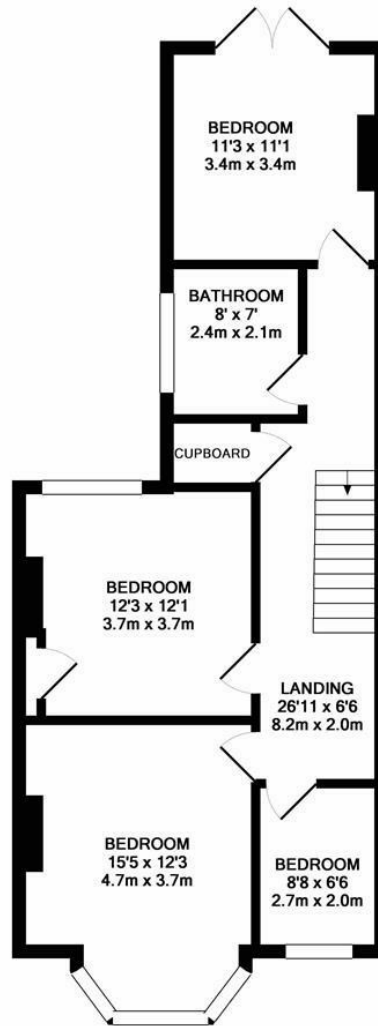 BEDROOM
11'3 x 11'1
3.4m x 3.4m
BATHROOM
8' x 7'
2.4m x 2.1m
CUPBOARD
BEDROOM
12'3 x 12'1
3.7m x 3.7m
LANDING
26'11 x 6'6
8.2m x 2.0m
BEDROOM
15'5 x 12'3
4.7m x 3.7m
BEDROOM
8'8 x 6'6
2.7m x 2.0m